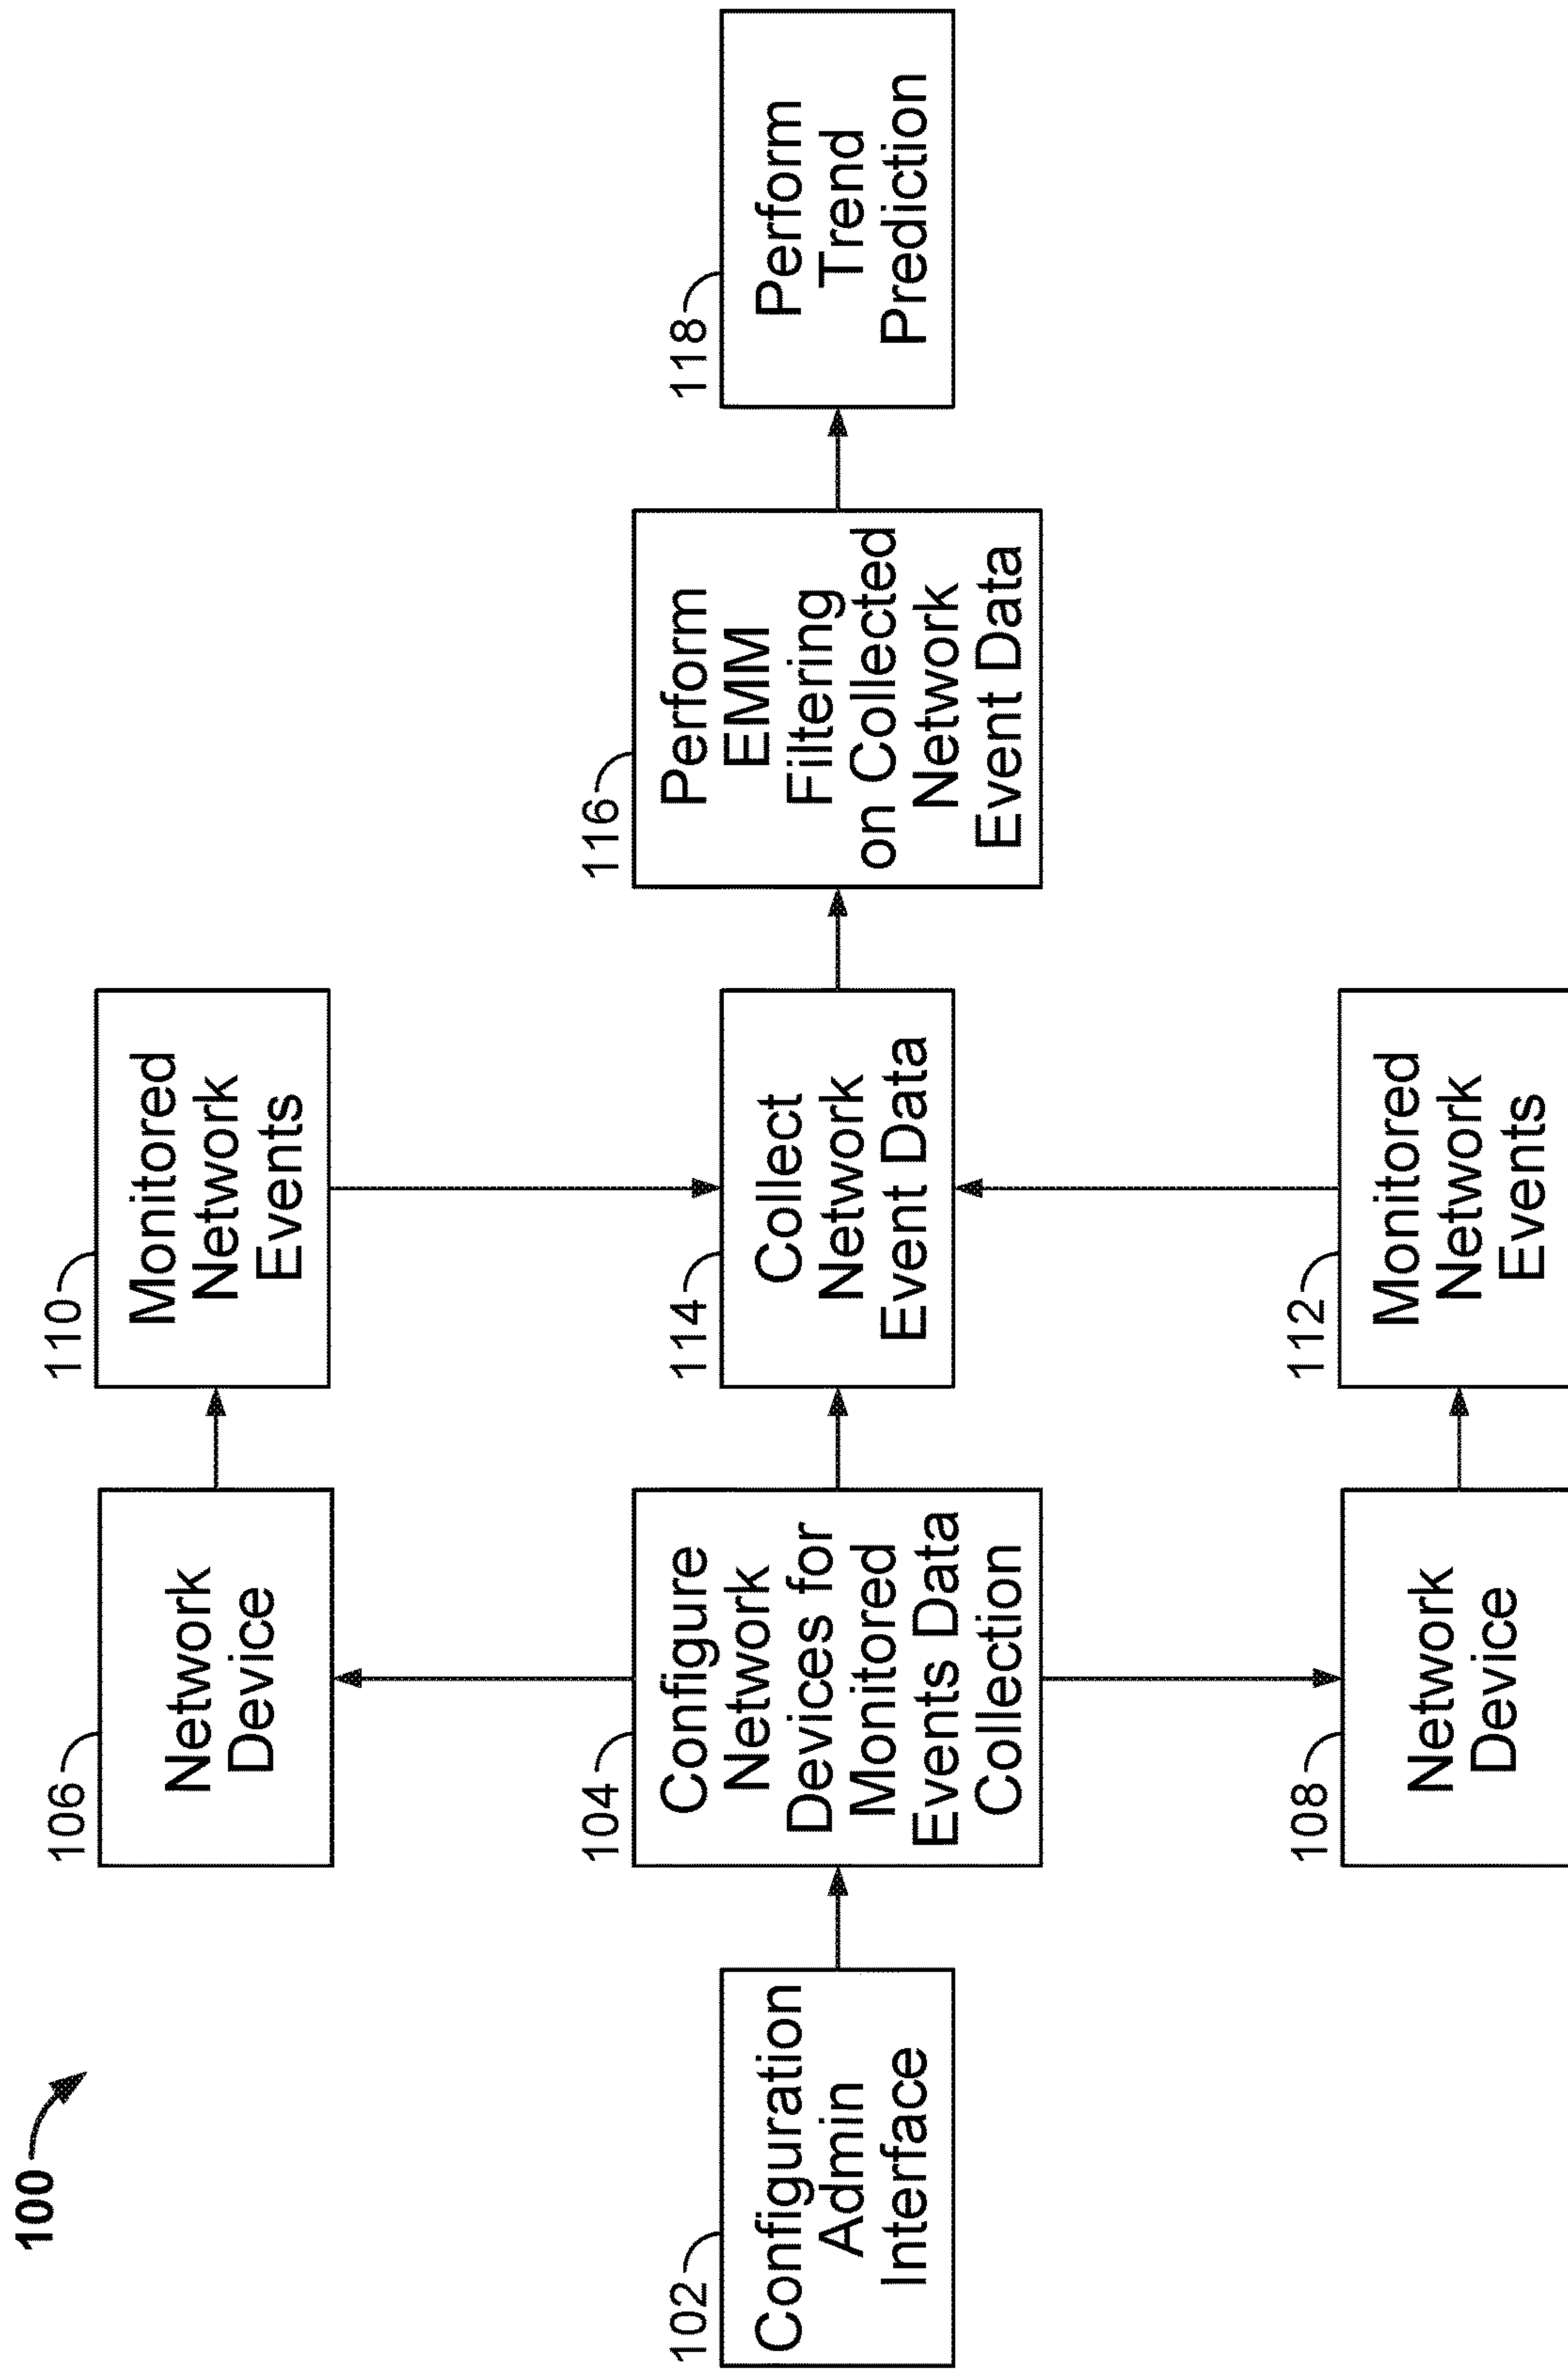 100
102
Configuration
Admin
Interface
104
Configure
Network
Devices for
Monitored
Events Data
Collection
106
Network
Device
108
Network
Device
110
Monitored
Network
Events
112
Monitored
Network
Events
114
Collect
Network
Event Data
116
Perform
EMM
Filtering
on Collected
Network
Event Data
118
Perform
Trend
Prediction